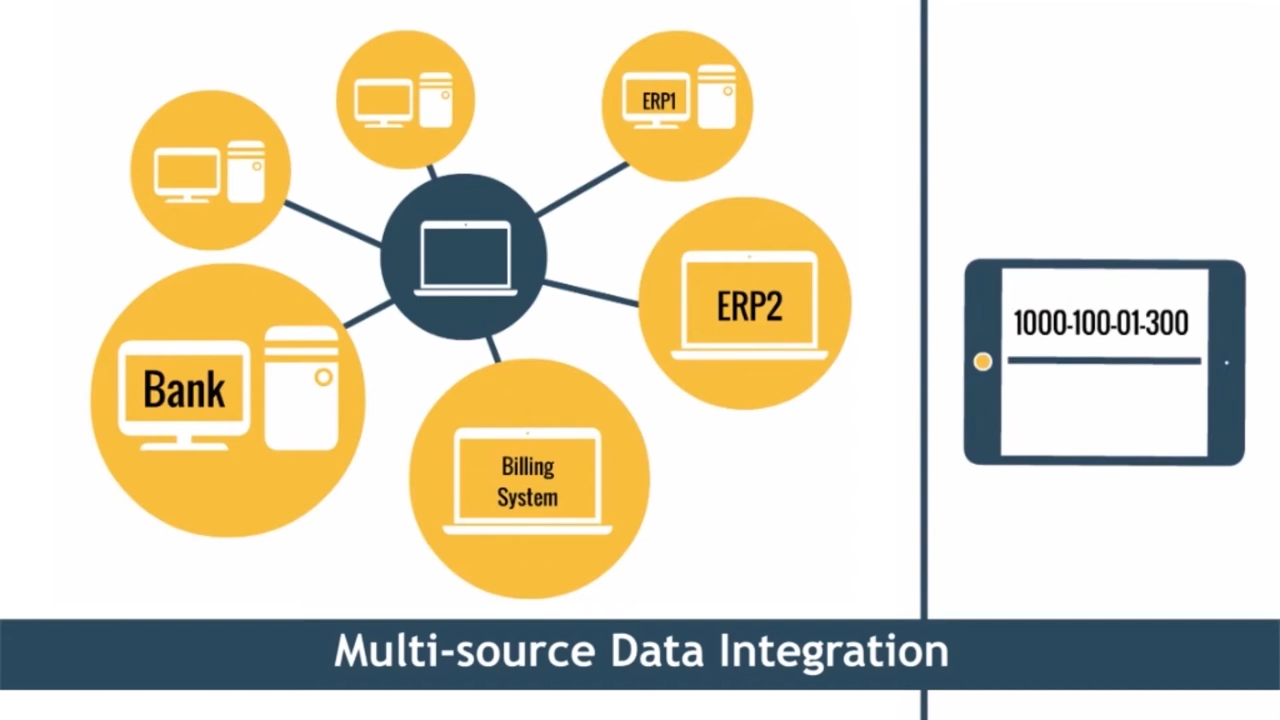 ERP1
ERP2
Bank
Billing
System
1000-100-01-300
Multi-source Data Integration